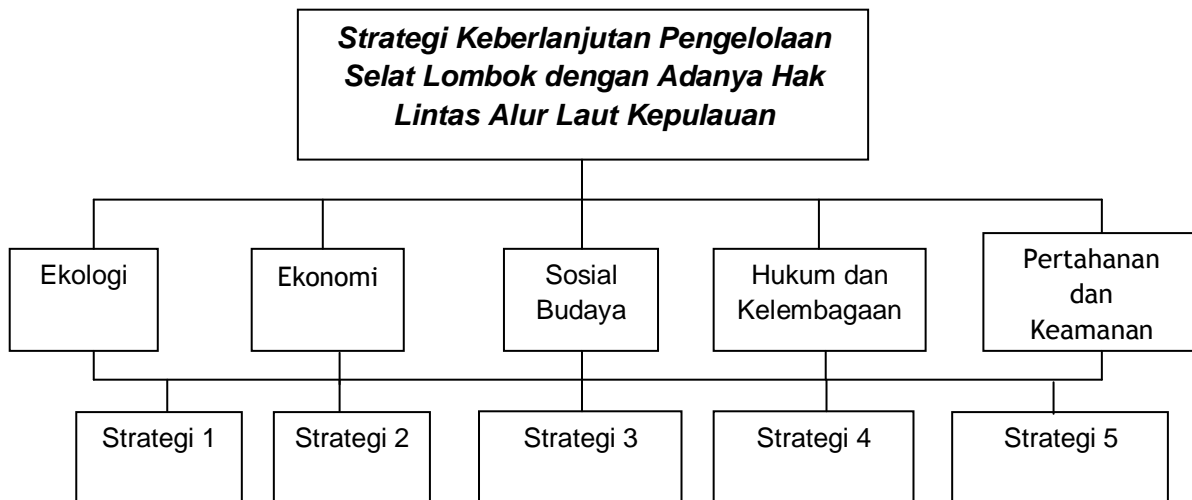 Strategi Keberlanjutan Pengelolaan
Selat Lombok dengan Adanya Hak
Lintas Alur Laut Kepulauan
Ekologi
Ekonomi
Sosial
Budaya
Hukum dan
Kelembagaan
Pertahanan
dan
Keamanan
Strategi 1
Strategi 2
Strategi 3
Strategi 4
Strategi 5